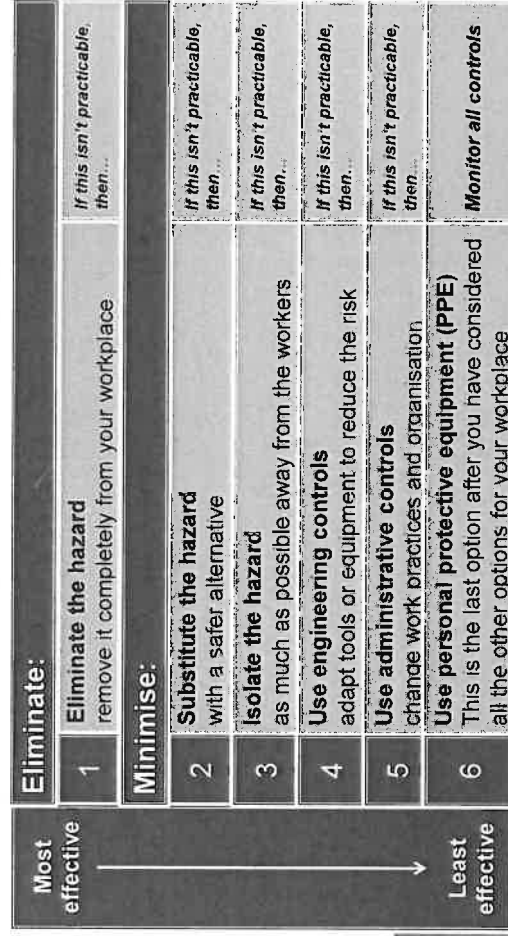 Most
effective
Least
effective
Eliminate:
1
Eliminate the hazard
remove it completely from your workplace
If this isn't practicable,
then...
Minimise:
2
Substitute the hazard
with a safer alternative
If this isn't practicable,
then...
3
Isolate the hazard
as much as possible away from the workers
If this isn't practicable,
then...
4
Use engineering controls
adapt tools or equipment to reduce the risk
If this isn't practicable,
then...
5
Use administrative controls
change work practices and organisation
If this isn't practicable,
then...
6
Use personal protective equipment (PPE)
This is the last option after you have considered
all the other options for your workplace
Monitor all controls